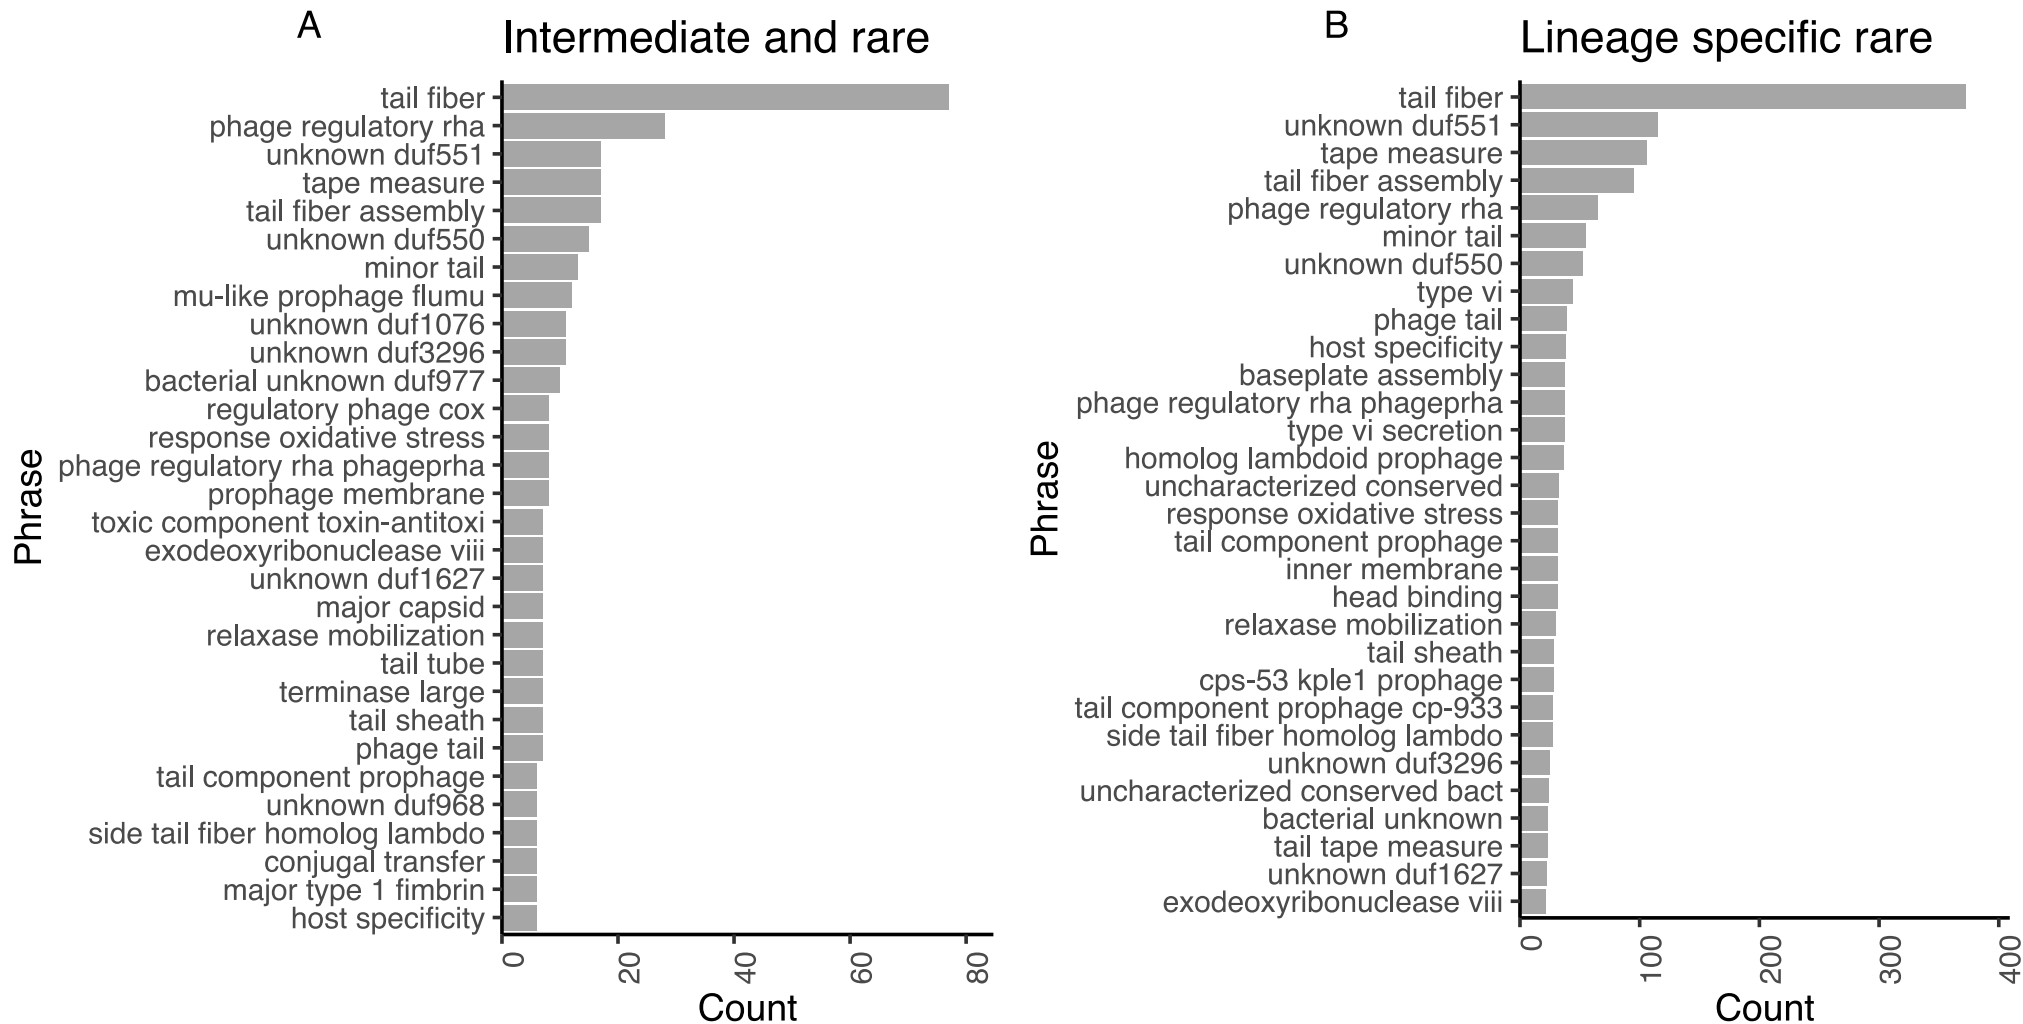 A
Intermediate and rare
tail fiber
phage regulatory rha
unknown duf551
tape measure
tail fiber assembly
unknown duf550
minor tail
mu-like prophage flumu
unknown duf1076
unknown duf3296
bacterial unknown duf977
regulatory phage cox
response oxidative stress
phage regulatory rha phageprha
prophage membrane
toxic component toxin-antitoxi
exodeoxyribonuclease viii
unknown duf1627
major capsid
relaxase mobilization
tail tube
terminase large
tail sheath
phage tail
tail component prophage
unknown duf968
side tail fiber homolog lambdo
conjugal transfer
major type 1 fimbrin
host specificity
Phrase
0
20
40
60
80
Count
B
Lineage specific rare
tail fiber
unknown duf551
tape measure
tail fiber assembly
phage regulatory rha
minor tail
unknown duf550
type vi
phage tail
host specificity
baseplate assembly
phage regulatory rha phageprha
type vi secretion
homolog lambdoid prophage
uncharacterized conserved
response oxidative stress
tail component prophage
inner membrane
head binding
relaxase mobilization
tail sheath
cps-53 kple1 prophage
tail component prophage cp-933
side tail fiber homolog lambdo
unknown duf3296
uncharacterized conserved bact
bacterial unknown
tail tape measure
unknown duf1627
exodeoxyribonuclease viii
Phrase
0
100
200
300
400
Count